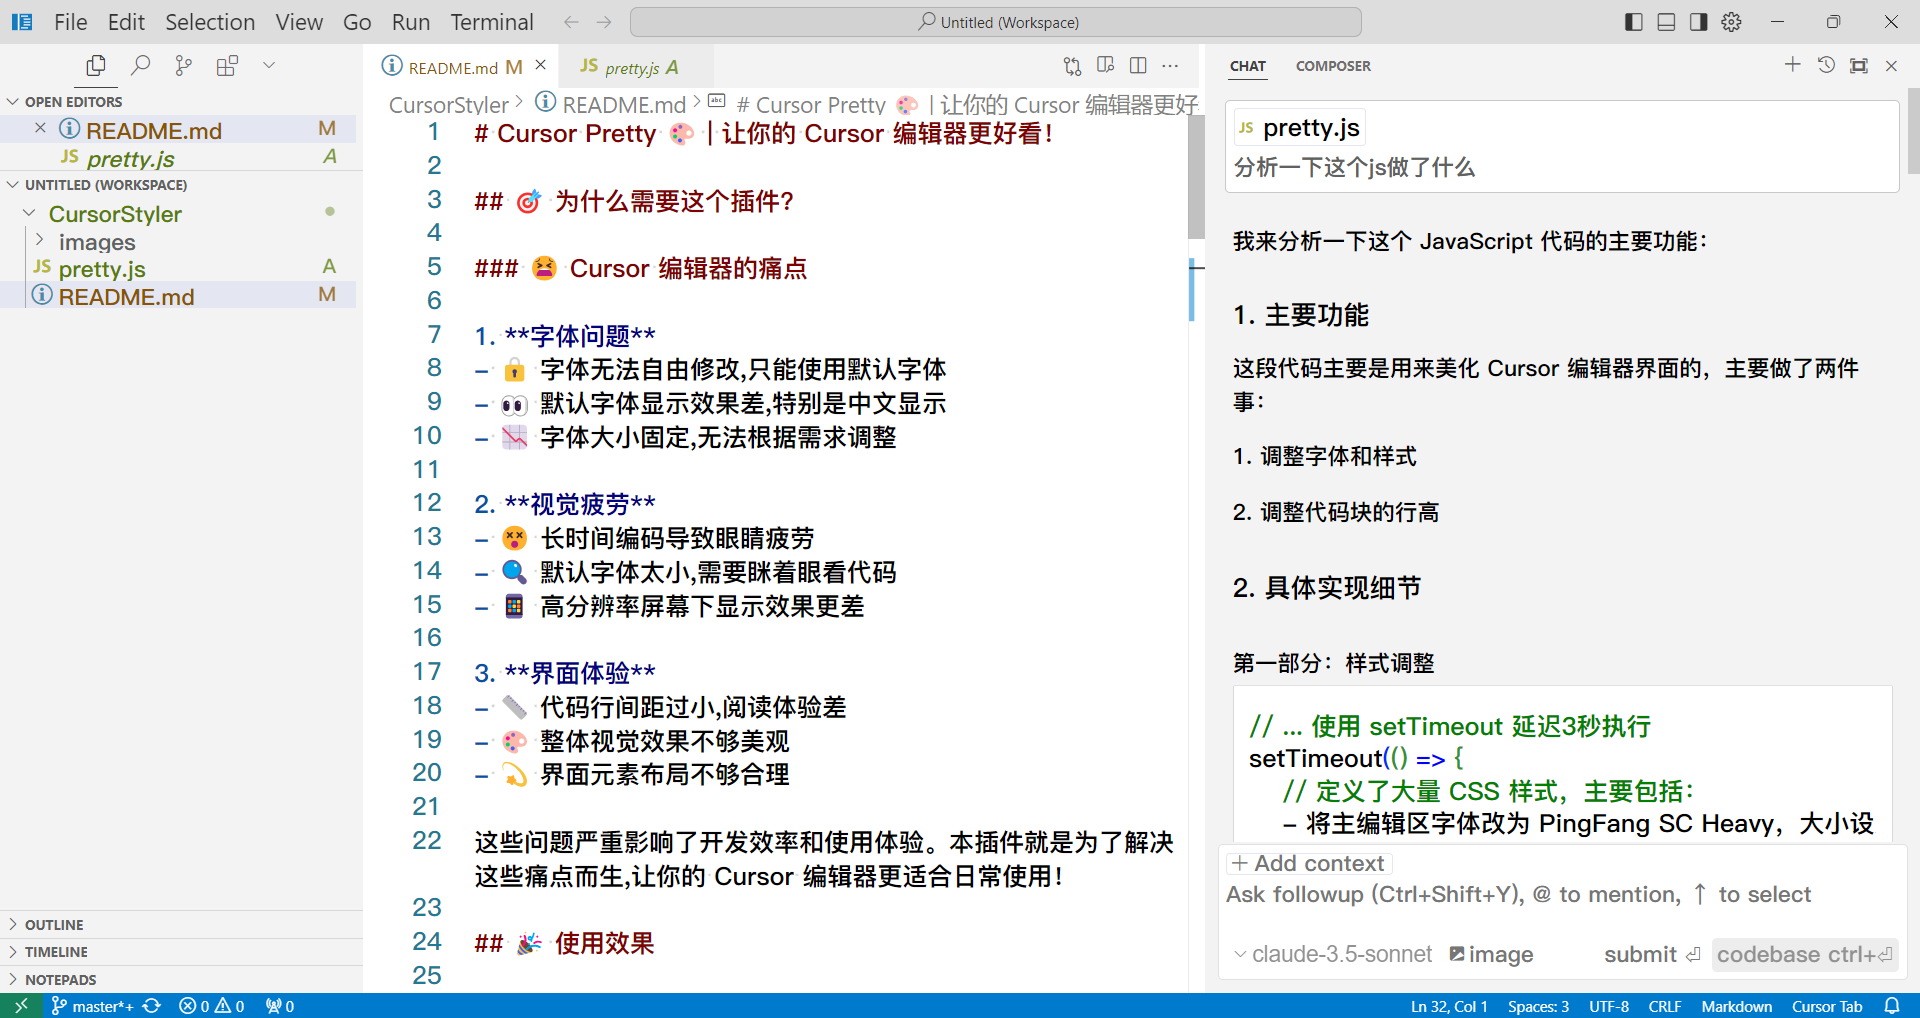 File Edit Selection View Go Run Terminal
Untitled (Workspace)
OPEN EDITORS
README.md M
JS pretty.js A
UNTITLED (WORKSPACE)
CursorStyler
images
JS pretty.js A
README.md M
OUTLINE
TIMELINE
NOTEPADS
README.md M
JS pretty.js A
CursorStyler > README.md > # Cursor Pretty 🎨 | 让你的 Cursor 编辑器更好
1 # Cursor Pretty 🎨 | 让你的 Cursor 编辑器更好看!
2
3 ## 🎯 为什么需要这个插件?
4
5 ### 😫 Cursor 编辑器的痛点
6
7 1. **字体问题**
8 - 🔒 字体无法自由修改,只能使用默认字体
9 - 👀 默认字体显示效果差,特别是中文显示
10 - 📉 字体大小固定,无法根据需求调整
11
12 2. **视觉疲劳**
13 - 😵 长时间编码导致眼睛疲劳
14 - 🔍 默认字体太小,需要眯着眼看代码
15 - 📱 高分辨率屏幕下显示效果更差
16
17 3. **界面体验**
18 - 📏 代码行间距过小,阅读体验差
19 - 🎨 整体视觉效果不够美观
20 - 💫 界面元素布局不够合理
21
22 这些问题严重影响了开发效率和使用体验。本插件就是为了解决
这些痛点而生,让你的 Cursor 编辑器更适合日常使用!
23
24 ## 🎉 使用效果
25
CHAT COMPOSER
JS pretty.js
分析一下这个js做了什么
我来分析一下这个 JavaScript 代码的主要功能：
1. 主要功能
这段代码主要是用来美化 Cursor 编辑器界面的，主要做了两件
事：
1. 调整字体和样式
2. 调整代码块的行高
2. 具体实现细节
第一部分：样式调整
// ... 使用 setTimeout 延迟3秒执行
setTimeout(() => {
// 定义了大量 CSS 样式，主要包括：
- 将主编辑区字体改为 PingFang SC Heavy，大小设
+ Add context
Ask followup (Ctrl+Shift+Y), @ to mention, ↑ to select
claude-3.5-sonnet image submit ⏎ codebase ctrl+⏎
master*+ 0 0 0 Ln 32, Col 1 Spaces: 3 UTF-8 CRLF Markdown Cursor Tab